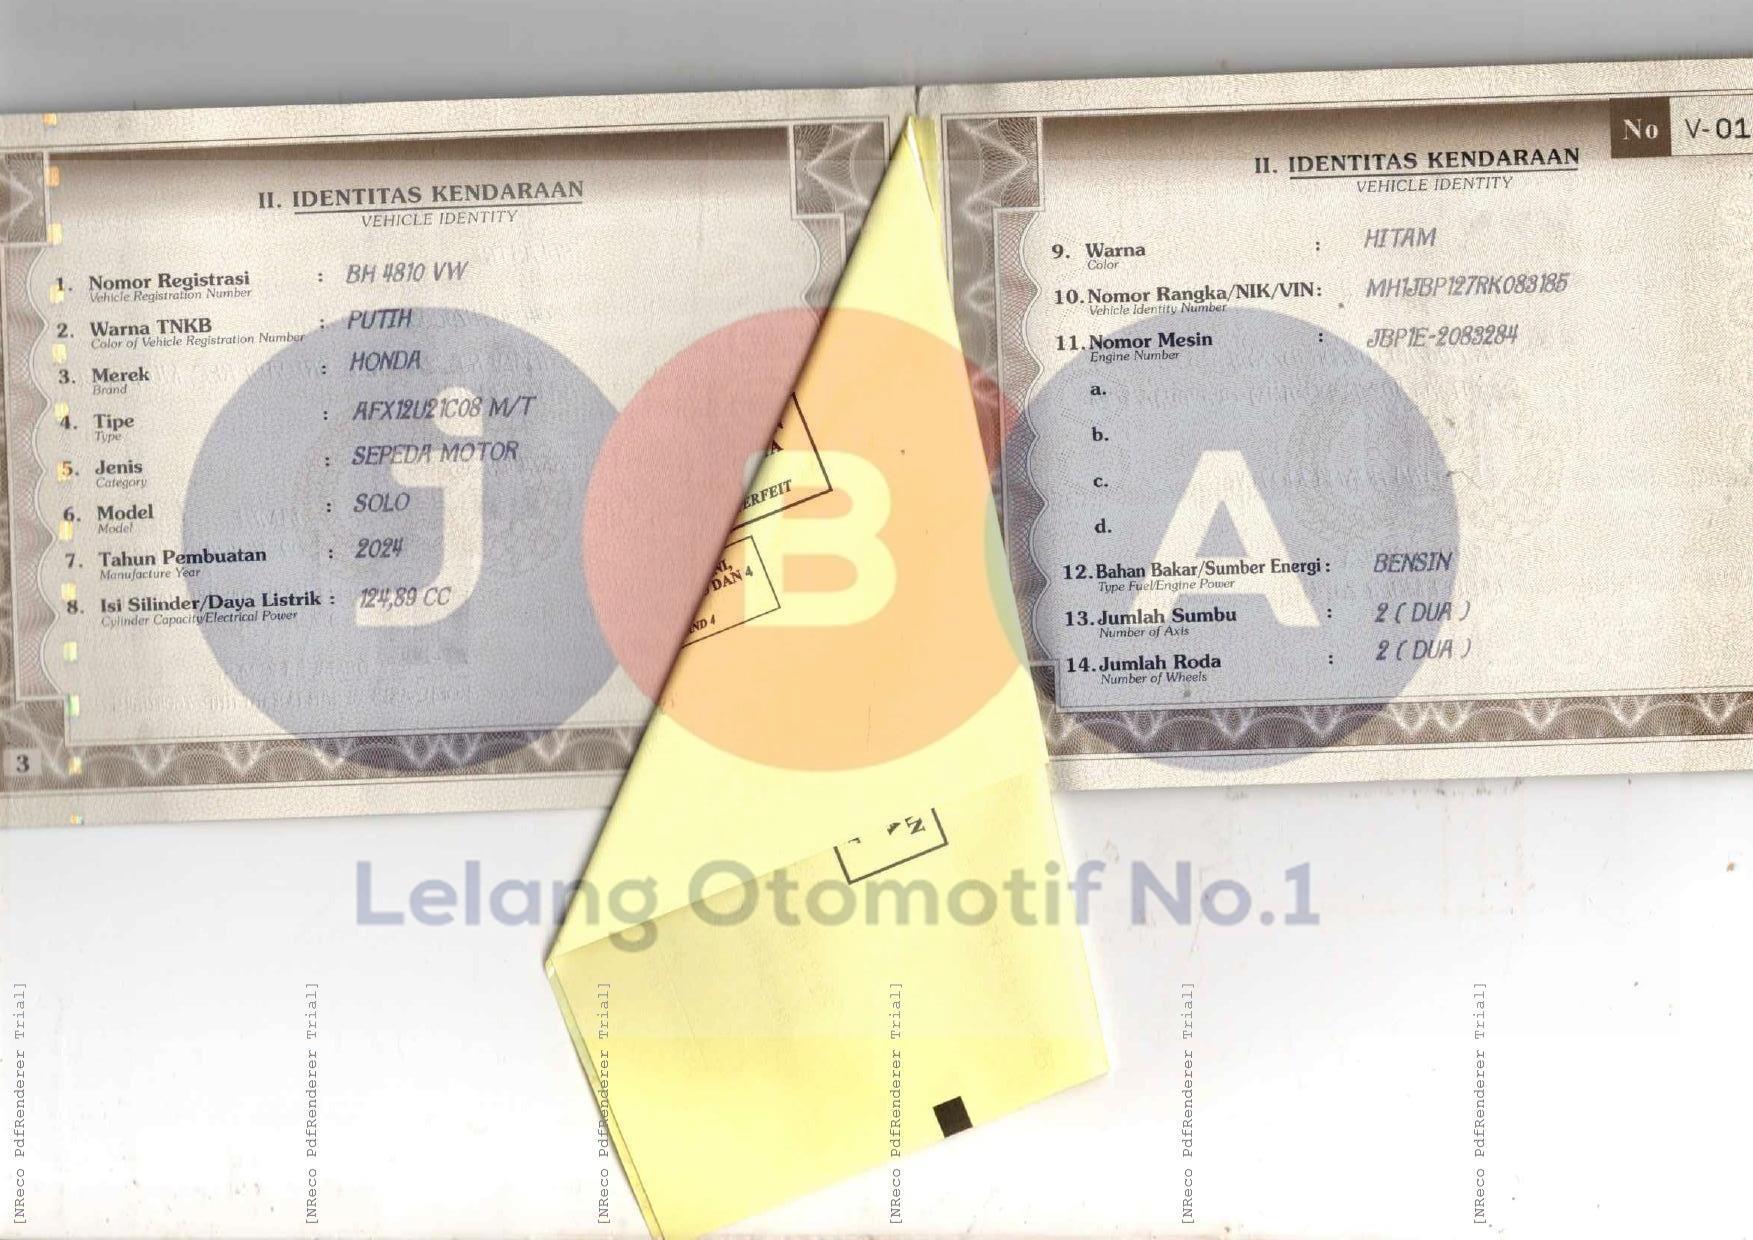 II. IDENTITAS KENDARAAN
VEHICLE IDENTITY
1. Nomor Registrasi : BH 4810 VW
Vehicle Registration Number
2. Warna TNKB : PUTIH
Color of Vehicle Registration Number
3. Merek : HONDA
Brand
4. Tipe : AFX12U21C08 M/T
Type
5. Jenis : SEPEDA MOTOR
Category
6. Model : SOLO
Model
7. Tahun Pembuatan : 2024
Manufacture Year
8. Isi Silinder/Daya Listrik : 124,89 CC
Cylinder Capacity/Electrical Power
3
ERFEIT
DAN 4
AND 4
No V-01
II. IDENTITAS KENDARAAN
VEHICLE IDENTITY
9. Warna : HITAM
Color
10. Nomor Rangka/NIK/VIN : MH1JBP127RK083185
Vehicle Identity Number
11. Nomor Mesin : JBP1E-2083284
Engine Number
a.
b.
c.
d.
12. Bahan Bakar/Sumber Energi : BENSIN
Type Fuel/Engine Power
13. Jumlah Sumbu : 2 ( DUA )
Number of Axis
14. Jumlah Roda : 2 ( DUA )
Number of Wheels
j B A
Lelang Otomotif No.1
[NReco PdfRenderer Trial]
[NReco PdfRenderer Trial]
[NReco PdfRenderer Trial]
[NReco PdfRenderer Trial]
[NReco PdfRenderer Trial]
[NReco PdfRenderer Trial]